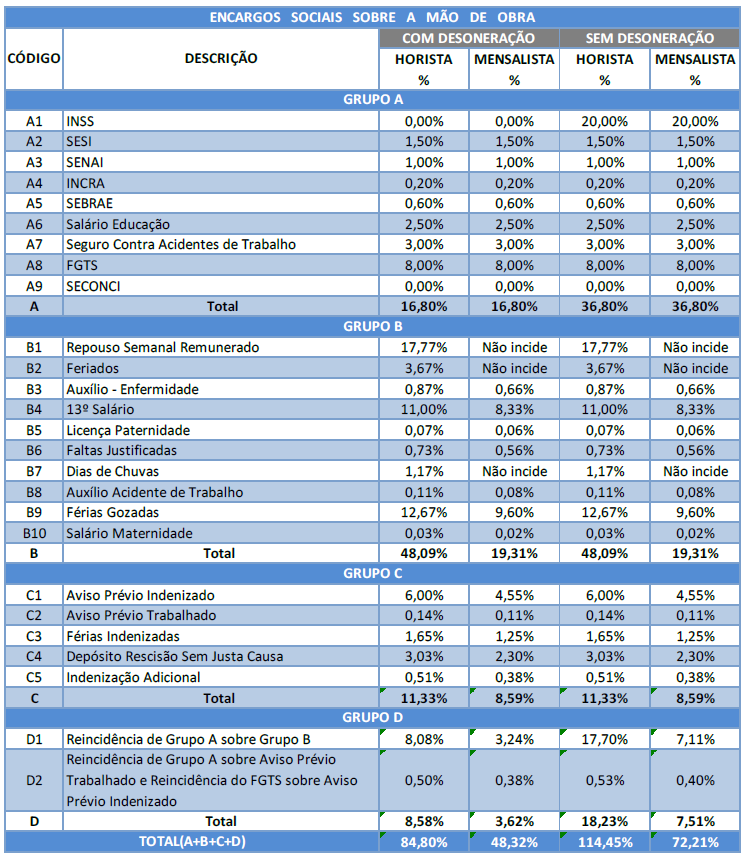 ENCARGOS SOCIAIS SOBRE A MÃO DE OBRA
CÓDIGO DESCRIÇÃO COM DESONERAÇÃO SEM DESONERAÇÃO
HORISTA % MENSALISTA % HORISTA % MENSALISTA %
GRUPO A
A1 INSS 0,00% 0,00% 20,00% 20,00%
A2 SESI 1,50% 1,50% 1,50% 1,50%
A3 SENAI 1,00% 1,00% 1,00% 1,00%
A4 INCRA 0,20% 0,20% 0,20% 0,20%
A5 SEBRAE 0,60% 0,60% 0,60% 0,60%
A6 Salário Educação 2,50% 2,50% 2,50% 2,50%
A7 Seguro Contra Acidentes de Trabalho 3,00% 3,00% 3,00% 3,00%
A8 FGTS 8,00% 8,00% 8,00% 8,00%
A9 SECONCI 0,00% 0,00% 0,00% 0,00%
A Total 16,80% 16,80% 36,80% 36,80%
GRUPO B
B1 Repouso Semanal Remunerado 17,77% Não incide 17,77% Não incide
B2 Feriados 3,67% Não incide 3,67% Não incide
B3 Auxílio - Enfermidade 0,87% 0,66% 0,87% 0,66%
B4 13º Salário 11,00% 8,33% 11,00% 8,33%
B5 Licença Paternidade 0,07% 0,06% 0,07% 0,06%
B6 Faltas Justificadas 0,73% 0,56% 0,73% 0,56%
B7 Dias de Chuvas 1,17% Não incide 1,17% Não incide
B8 Auxílio Acidente de Trabalho 0,11% 0,08% 0,11% 0,08%
B9 Férias Gozadas 12,67% 9,60% 12,67% 9,60%
B10 Salário Maternidade 0,03% 0,02% 0,03% 0,02%
B Total 48,09% 19,31% 48,09% 19,31%
GRUPO C
C1 Aviso Prévio Indenizado 6,00% 4,55% 6,00% 4,55%
C2 Aviso Prévio Trabalhado 0,14% 0,11% 0,14% 0,11%
C3 Férias Indenizadas 1,65% 1,25% 1,65% 1,25%
C4 Depósito Rescisão Sem Justa Causa 3,03% 2,30% 3,03% 2,30%
C5 Indenização Adicional 0,51% 0,38% 0,51% 0,38%
C Total 11,33% 8,59% 11,33% 8,59%
GRUPO D
D1 Reincidência de Grupo A sobre Grupo B 8,08% 3,24% 17,70% 7,11%
Reincidência de Grupo A sobre Aviso Prévio
D2 Trabalhado e Reincidência do FGTS sobre Aviso 0,50% 0,38% 0,53% 0,40%
Prévio Indenizado
D Total 8,58% 3,62% 18,23% 7,51%
TOTAL(A+B+C+D) 84,80% 48,32% 114,45% 72,21%